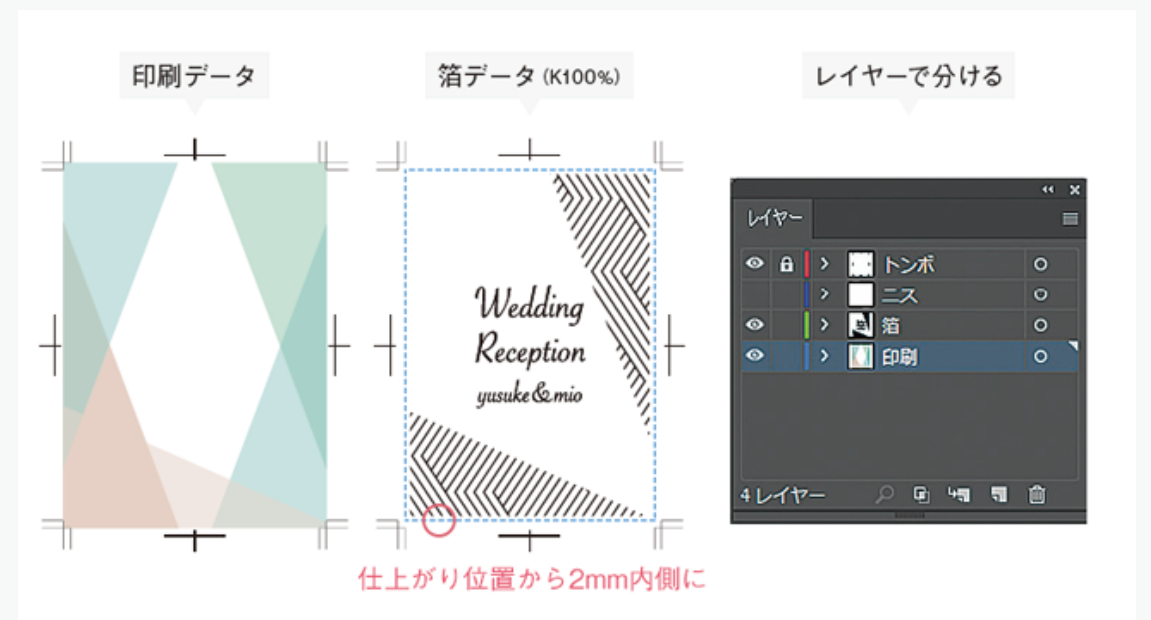 印刷データ
箔データ (K100%)
レイヤーで分ける
Wedding
Reception
yusuke&mio
仕上がり位置から2mm内側に
レイヤー
トンボ
ニス
箔
印刷
4レイヤー